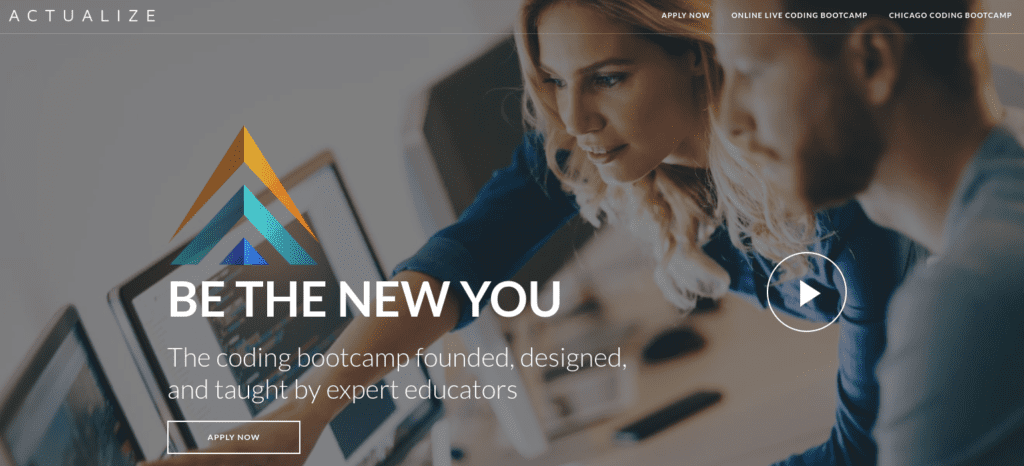 ACTUALIZE
APPLY NOW
ONLINE LIVE CODING BOOTCAMP
CHICAGO CODING BOOTCAMP
BE THE NEW YOU
The coding bootcamp founded, designed,
and taught by expert educators
APPLY NOW